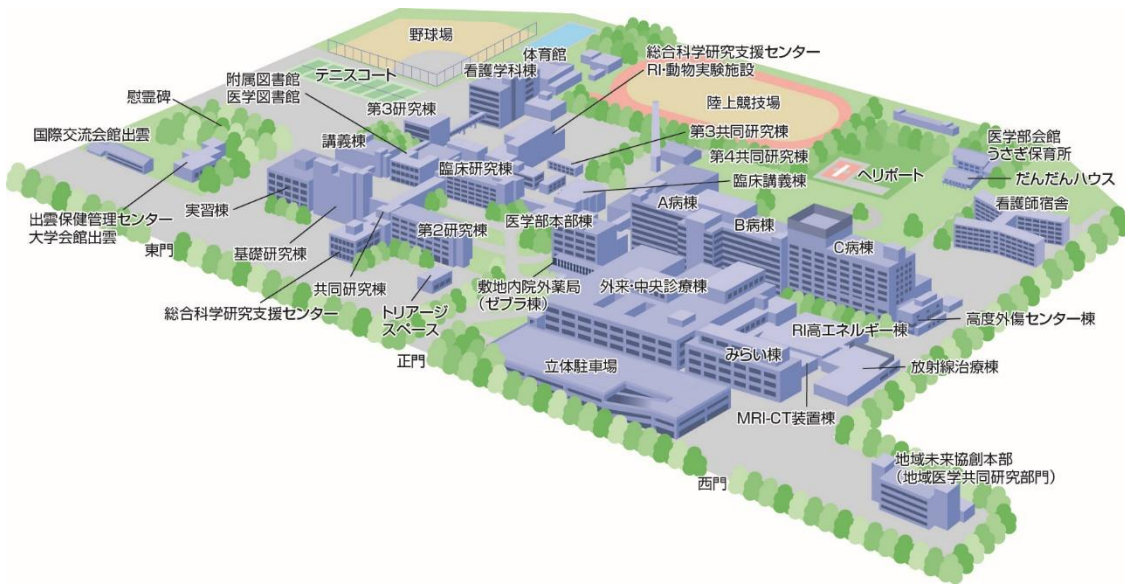 野球場
体育館
総合科学研究支援センター
RI・動物実験施設
附属図書館
医学図書館
テニスコート
看護学科棟
慰霊碑
第3研究棟
陸上競技場
国際交流会館出雲
講義棟
第3共同研究棟
医学部会館
うさぎ保育所
臨床研究棟
第4共同研究棟
ヘリポート
だんだんハウス
臨床講義棟
実習棟
A病棟
看護師宿舎
出雲保健管理センター
大学会館出雲
第2研究棟
医学部本部棟
B病棟
東門
基礎研究棟
C病棟
共同研究棟
敷地内院外薬局
（ゼブラ棟）
外来・中央診療棟
総合科学研究支援センター
トリアージ
スペース
RI高エネルギー棟
高度外傷センター棟
正門
立体駐車場
みらい棟
放射線治療棟
MRI-CT装置棟
地域未来協創本部
（地域医学共同研究部門）
西門